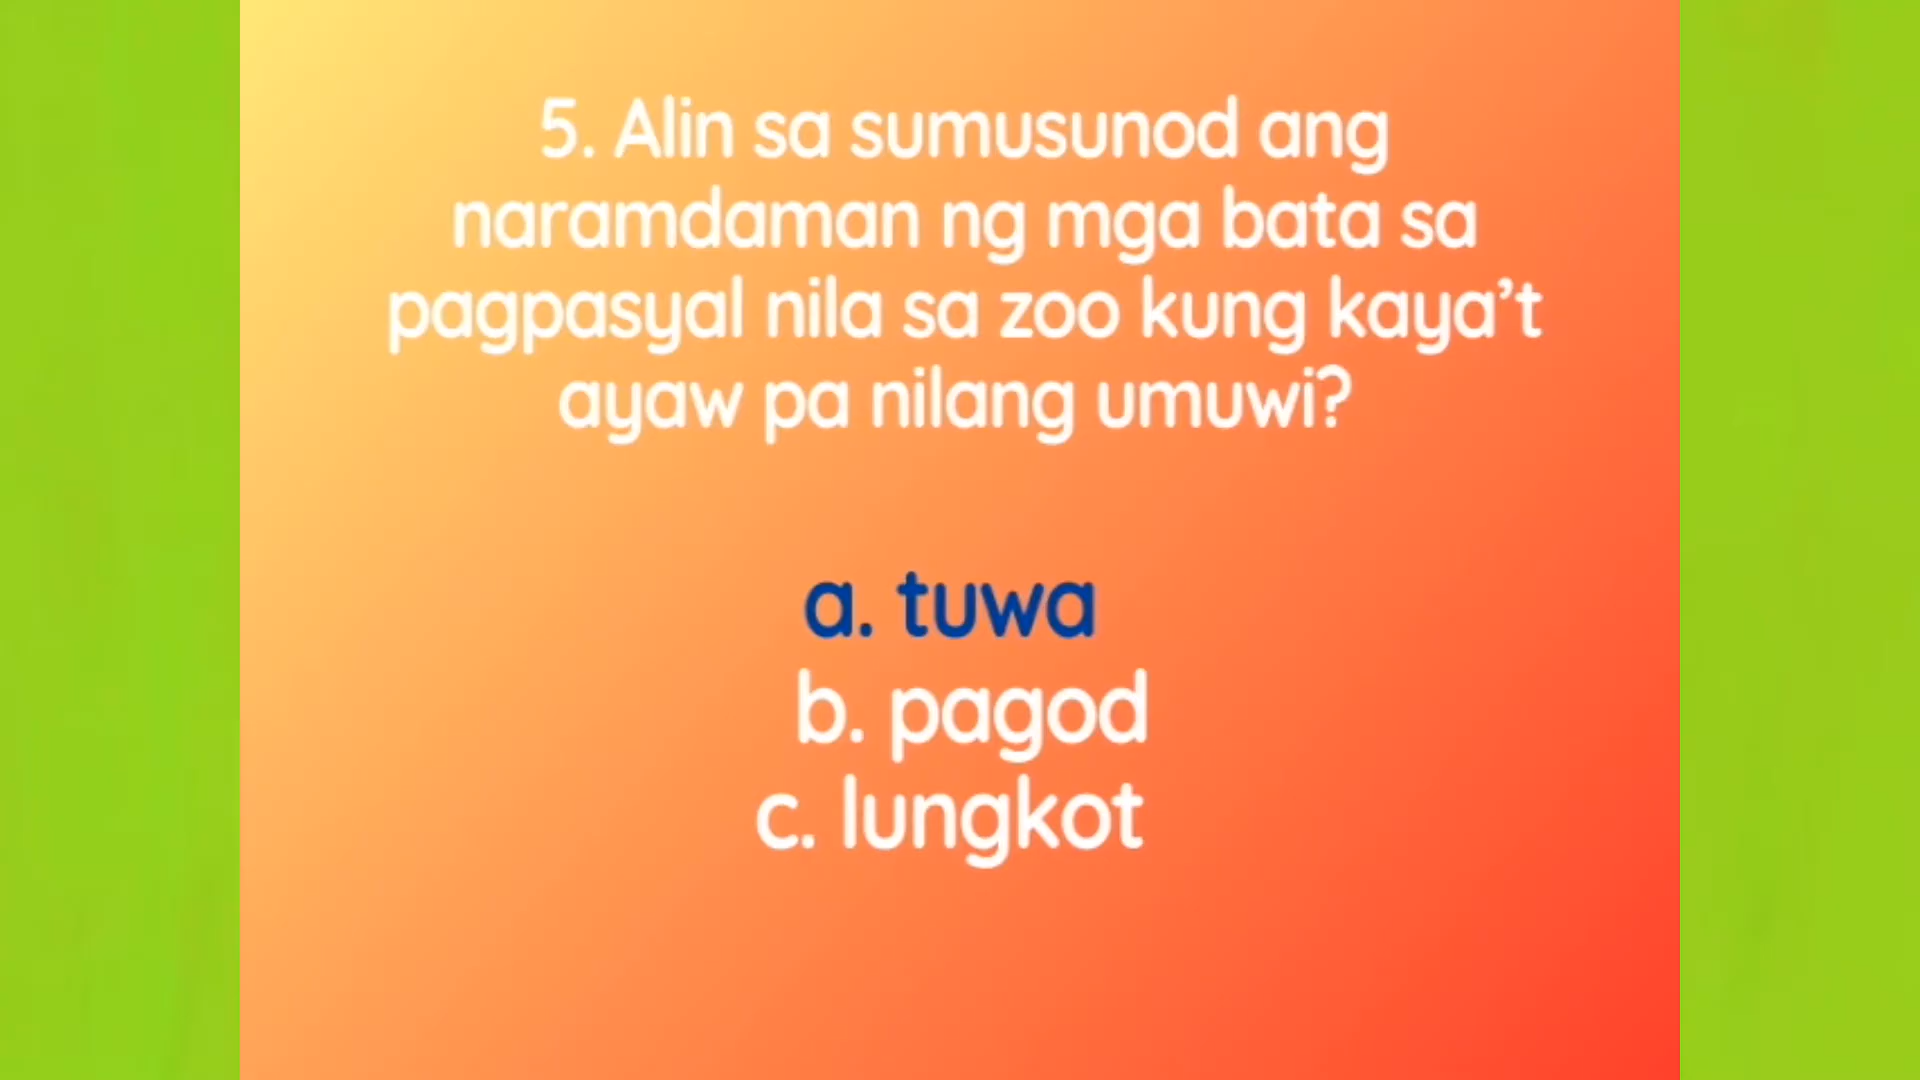 5. Alin sa sumusunod ang
naramdaman ng mga bata sa
pagpasyal nila sa zoo kung kaya’t
ayaw pa nilang umuwi?
a. tuwa
b. pagod
c. lungkot